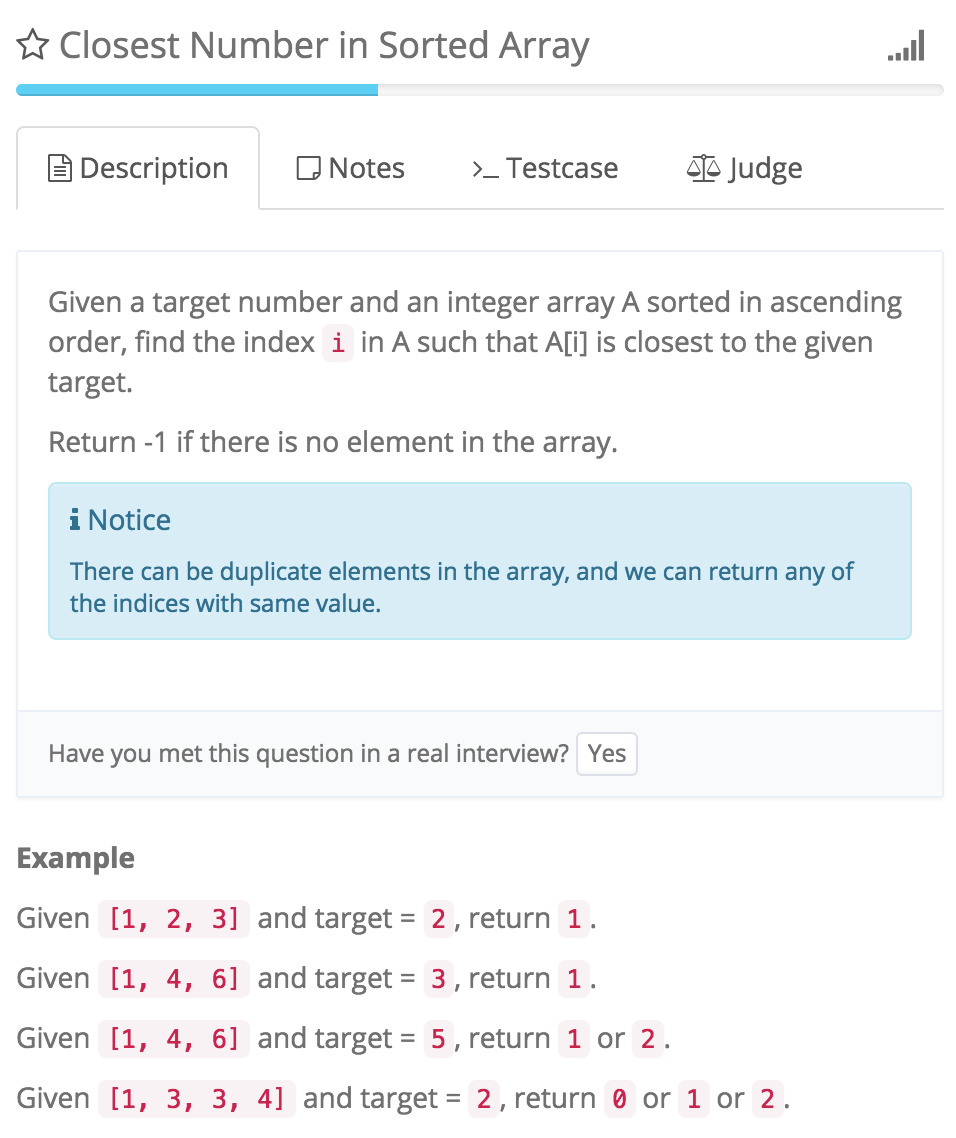 Closest Number in Sorted Array
Description Notes Testcase Judge
Given a target number and an integer array A sorted in ascending
order, find the index i in A such that A[i] is closest to the given
target.
Return -1 if there is no element in the array.
Notice
There can be duplicate elements in the array, and we can return any of
the indices with same value.
Have you met this question in a real interview? Yes
Example
Given [1, 2, 3] and target = 2, return 1.
Given [1, 4, 6] and target = 3, return 1.
Given [1, 4, 6] and target = 5, return 1 or 2.
Given [1, 3, 3, 4] and target = 2, return 0 or 1 or 2.